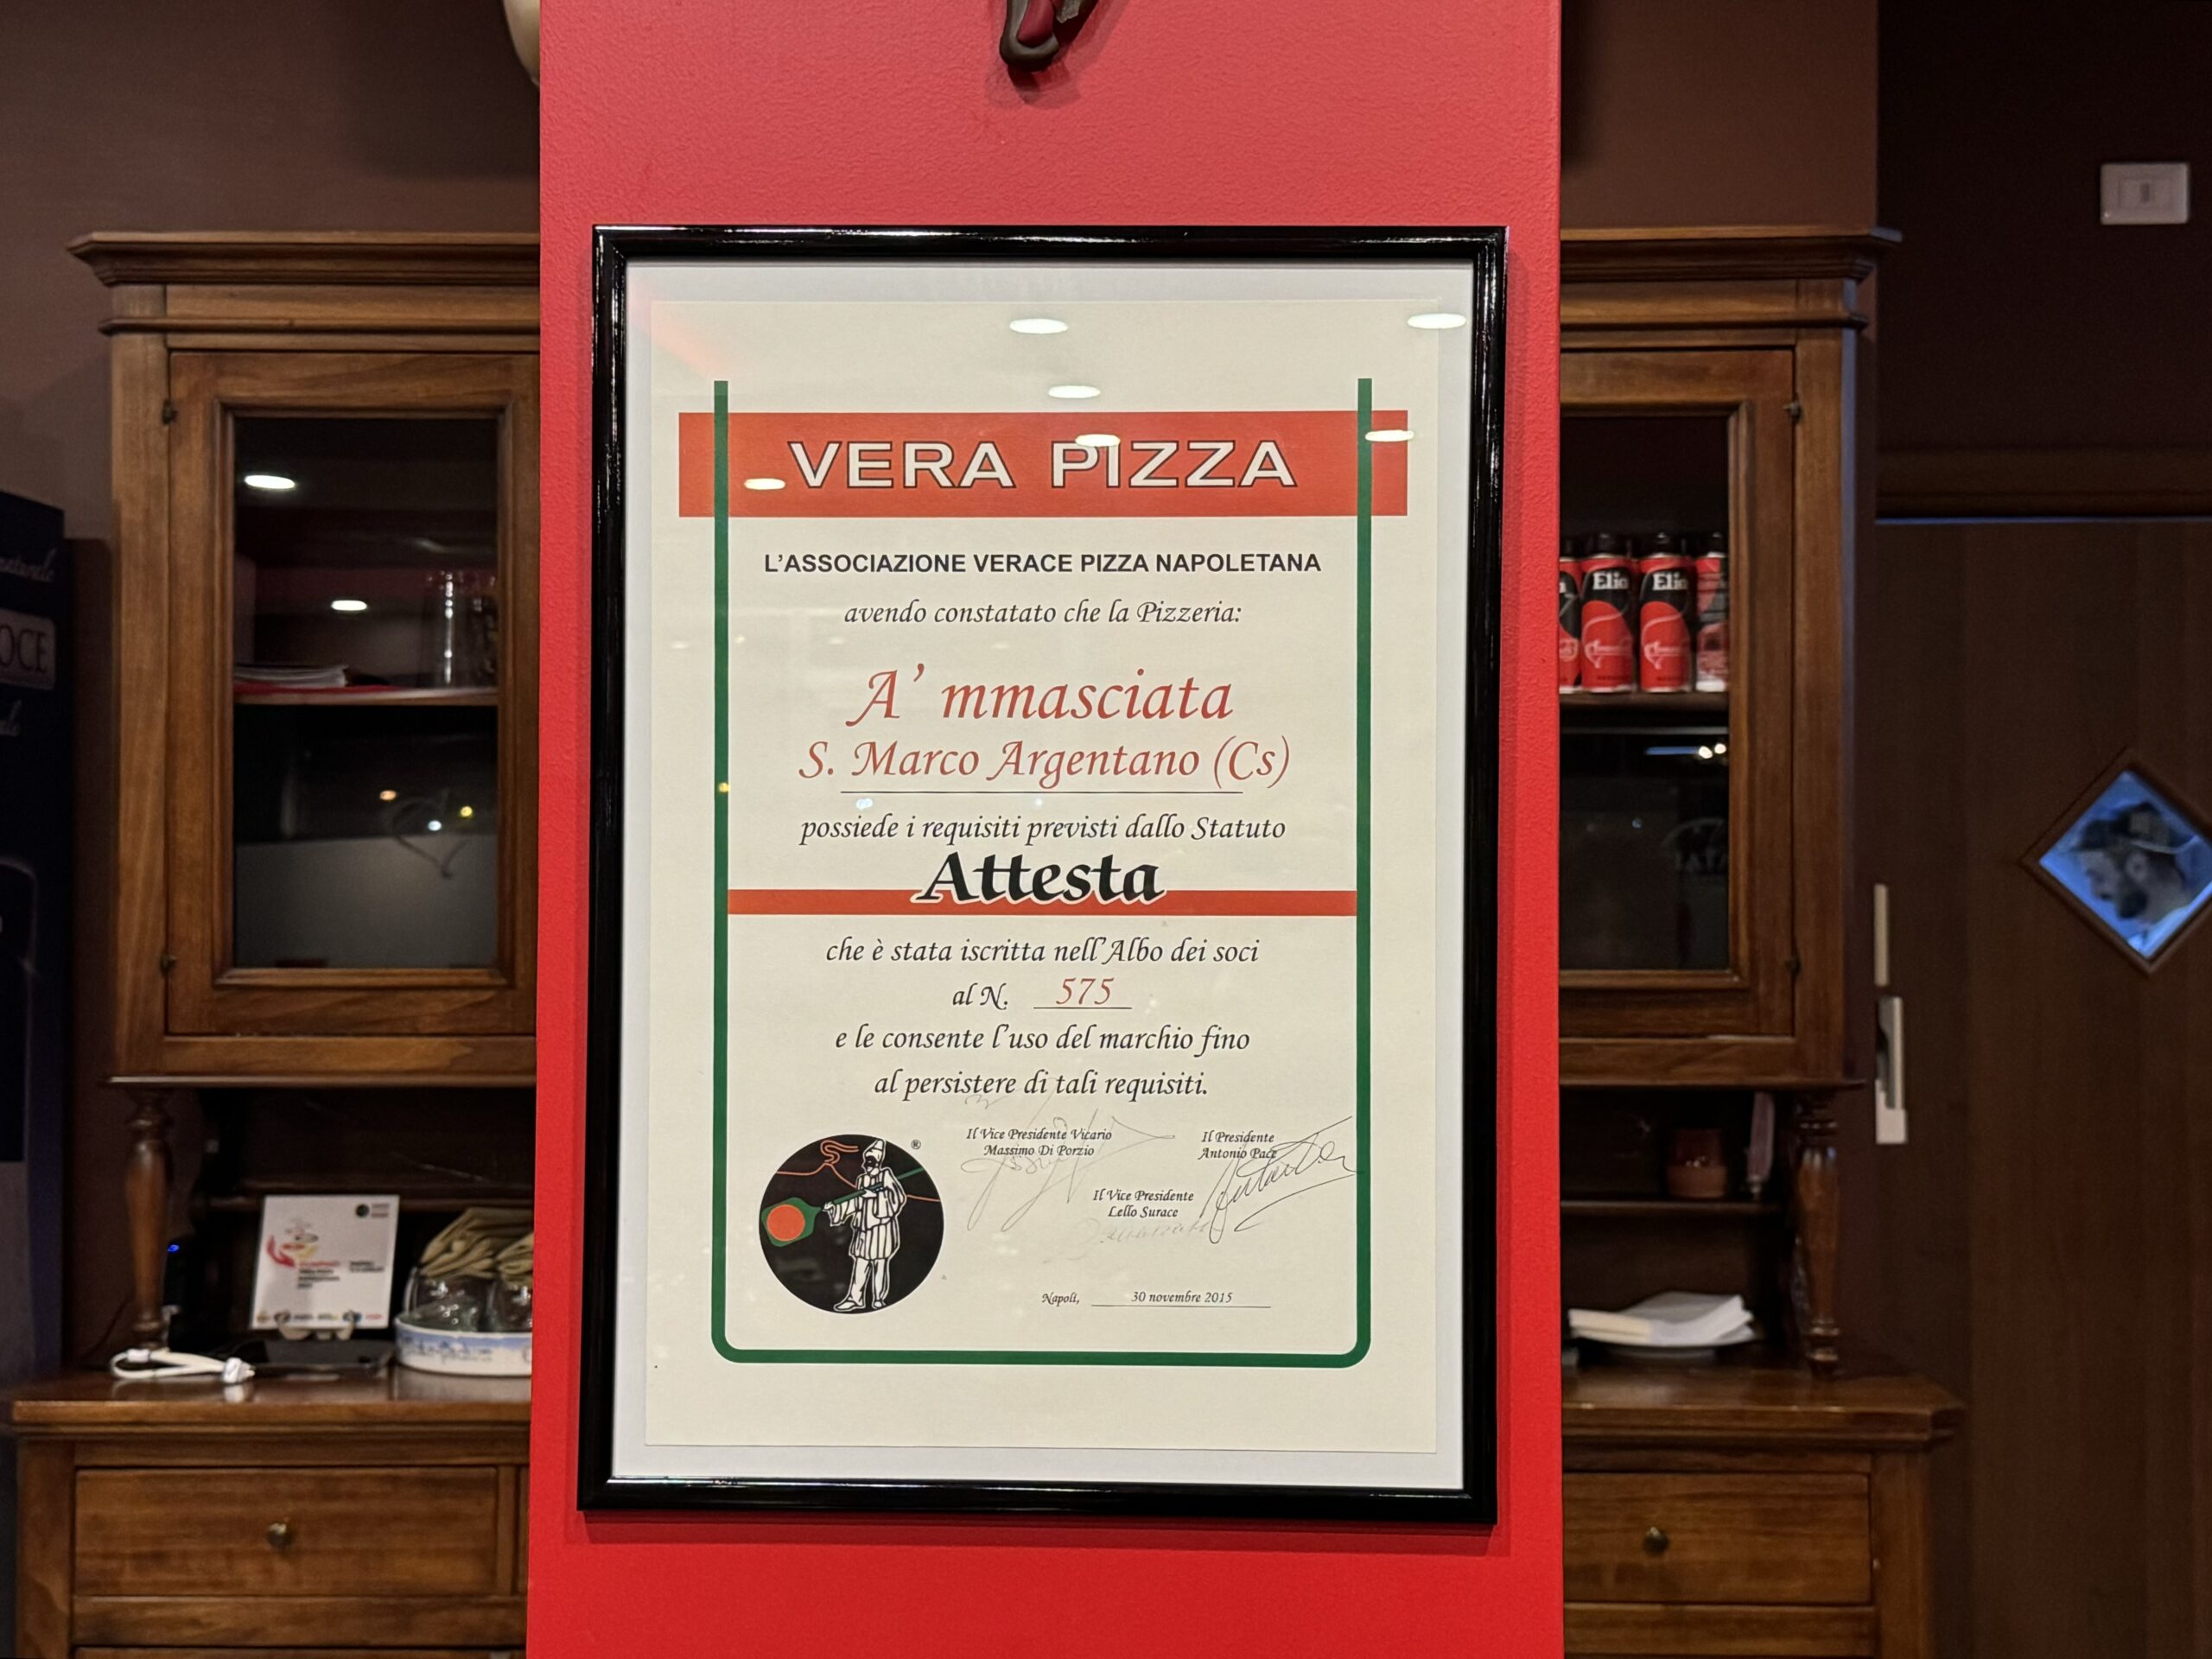 VERA PIZZA
L'ASSOCIAZIONE VERACE PIZZA NAPOLETANA
avendo constatato che la Pizzeria:
A' mmasciata
S. Marco Argentano (Cs)
possiede i requisiti previsti dallo Statuto
Attesta
che è stata iscritta nell'Albo dei soci
al N. 575
e le consente l'uso del marchio fino
al persistere di tali requisiti.
®
Il Vice Presidente Vicario
Massimo Di Porzio
Il Presidente
Antonio Pace
Il Vice Presidente
Lello Surace
Napoli, 30 novembre 2015
Elio
Elio
OCE